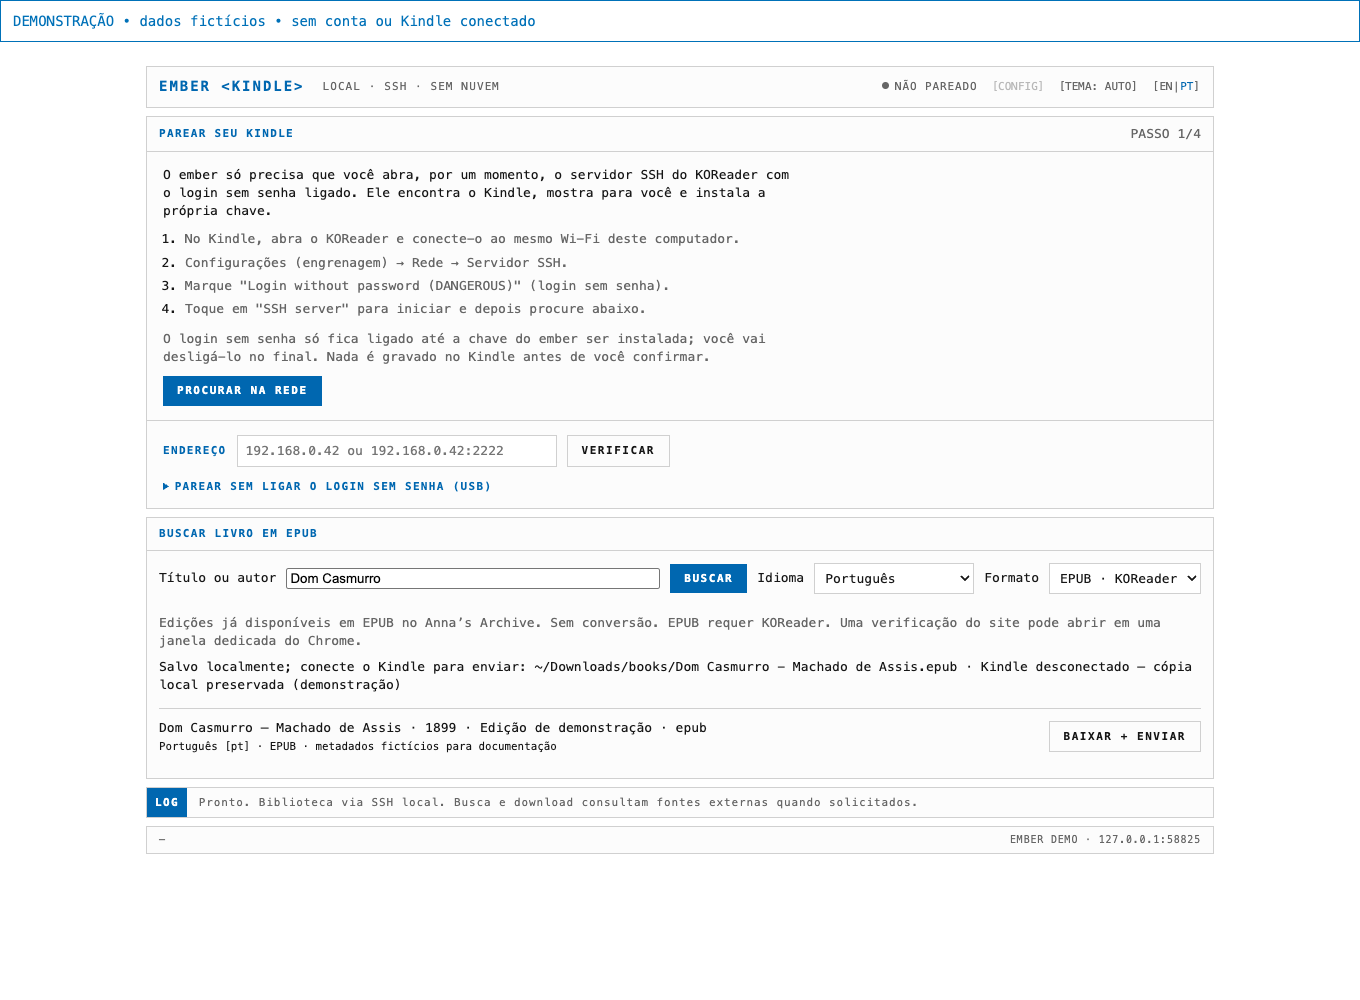 DEMONSTRAÇÃO • dados fictícios • sem conta ou Kindle conectado
EMBER <KINDLE> LOCAL · SSH · SEM NUVEM ● NÃO PAREADO [CONFIG] [TEMA: AUTO] [EN|PT]
PAREAR SEU KINDLE PASSO 1/4
O ember só precisa que você abra, por um momento, o servidor SSH do KOReader com
o login sem senha ligado. Ele encontra o Kindle, mostra para você e instala a
própria chave.
1. No Kindle, abra o KOReader e conecte-o ao mesmo Wi-Fi deste computador.
2. Configurações (engrenagem) → Rede → Servidor SSH.
3. Marque "Login without password (DANGEROUS)" (login sem senha).
4. Toque em "SSH server" para iniciar e depois procure abaixo.
O login sem senha só fica ligado até a chave do ember ser instalada; você vai
desligá-lo no final. Nada é gravado no Kindle antes de você confirmar.
PROCURAR NA REDE
ENDEREÇO 192.168.0.42 ou 192.168.0.42:2222 VERIFICAR
▶ PAREAR SEM LIGAR O LOGIN SEM SENHA (USB)
BUSCAR LIVRO EM EPUB
Título ou autor Dom Casmurro BUSCAR Idioma Português Formato EPUB · KOReader
Edições já disponíveis em EPUB no Anna’s Archive. Sem conversão. EPUB requer KOReader. Uma verificação do site pode abrir em uma
janela dedicada do Chrome.
Salvo localmente; conecte o Kindle para enviar: ~/Downloads/books/Dom Casmurro — Machado de Assis.epub · Kindle desconectado — cópia
local preservada (demonstração)
Dom Casmurro — Machado de Assis · 1899 · Edição de demonstração · epub
Português [pt] · EPUB · metadados fictícios para documentação
BAIXAR + ENVIAR
LOG Pronto. Biblioteca via SSH local. Busca e download consultam fontes externas quando solicitados.
— EMBER DEMO · 127.0.0.1:58825